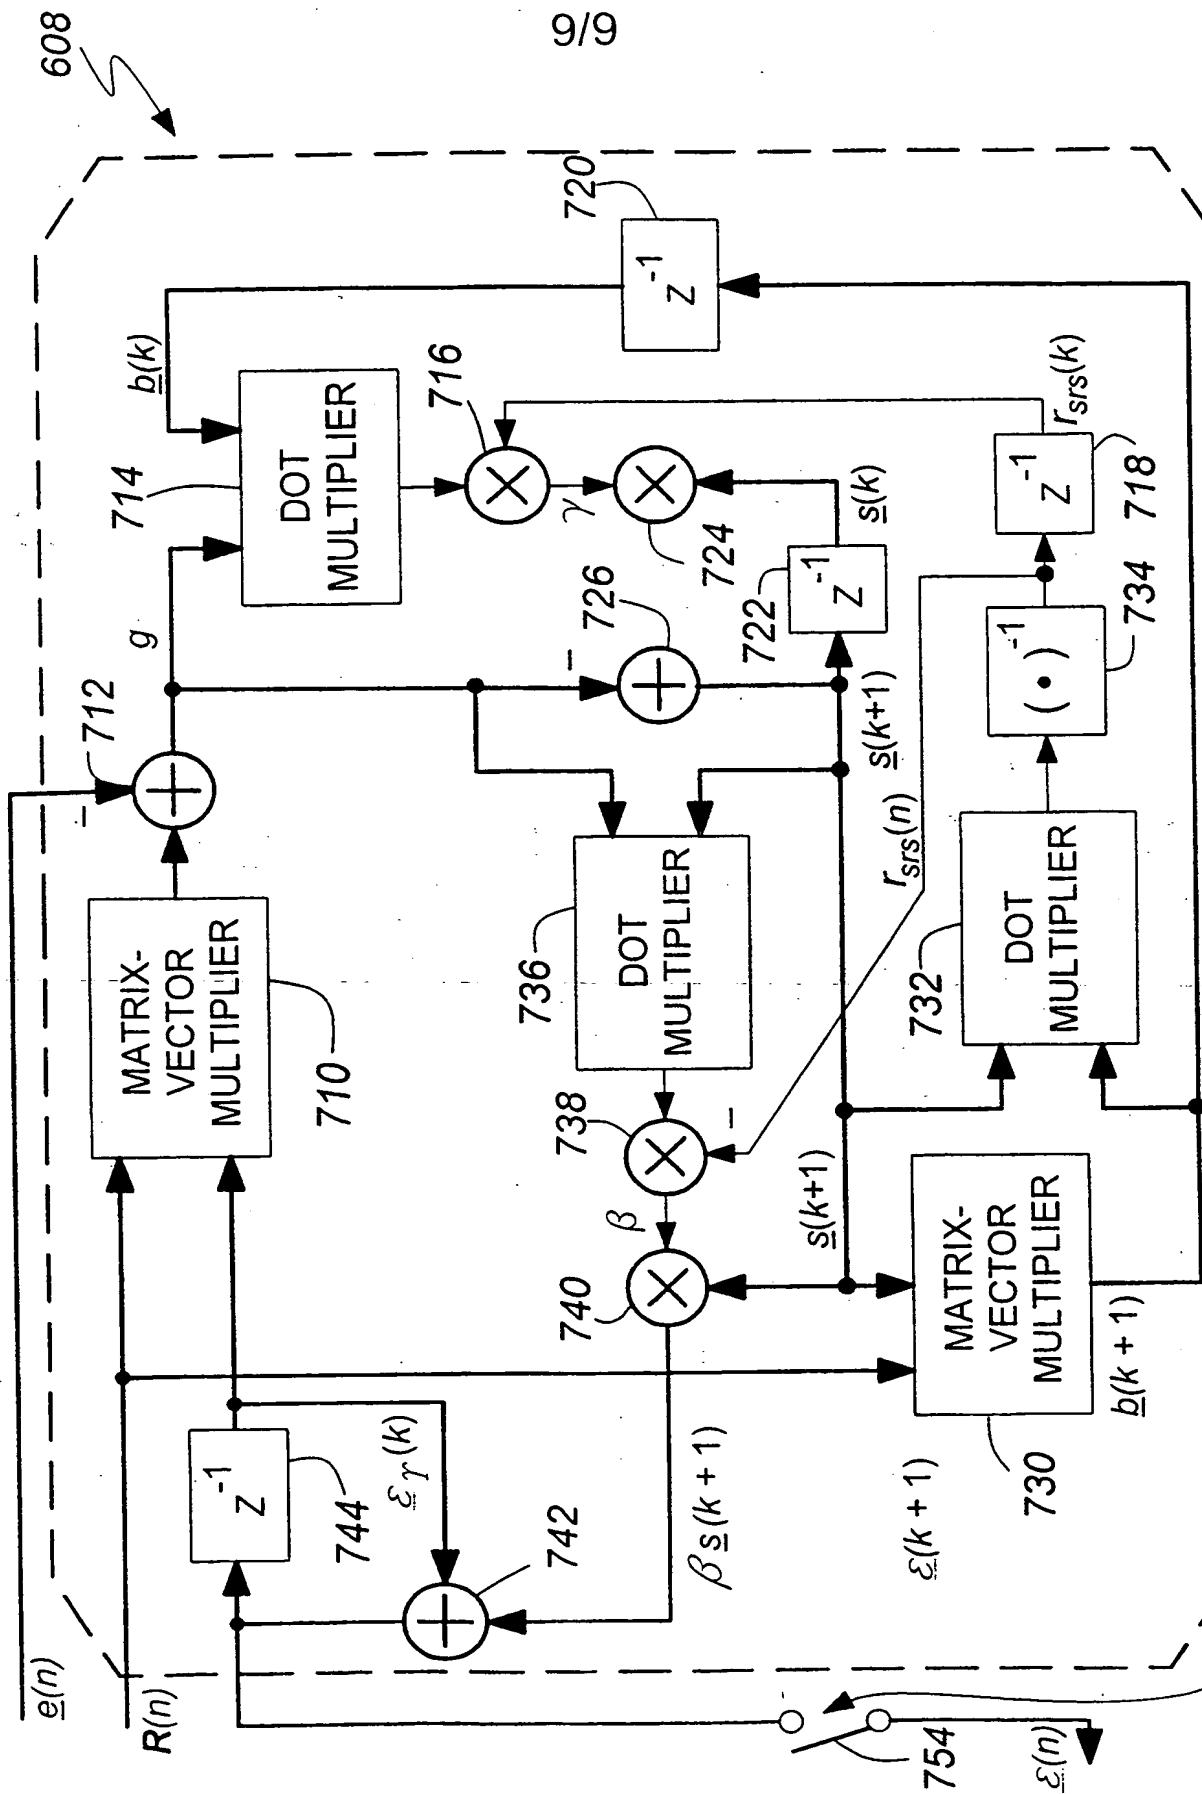 9/9
608
e(n)
R(n)
b(k)
g
712
714
DOT
MULTIPLIER
716
720
z⁻¹
MATRIX-
VECTOR
MULTIPLIER
710
γ
724
726
s(k)
722
z⁻¹
s(k+1)
r_srs(k)
z⁻¹
718
(•)⁻¹
734
r_srs(n)
736
DOT
MULTIPLIER
732
DOT
MULTIPLIER
738
β
740
s(k+1)
MATRIX-
VECTOR
MULTIPLIER
730
b(k + 1)
z⁻¹
744
ε_γ(k)
742
β s(k + 1)
ε(k + 1)
754
ε(n)
−
−
−